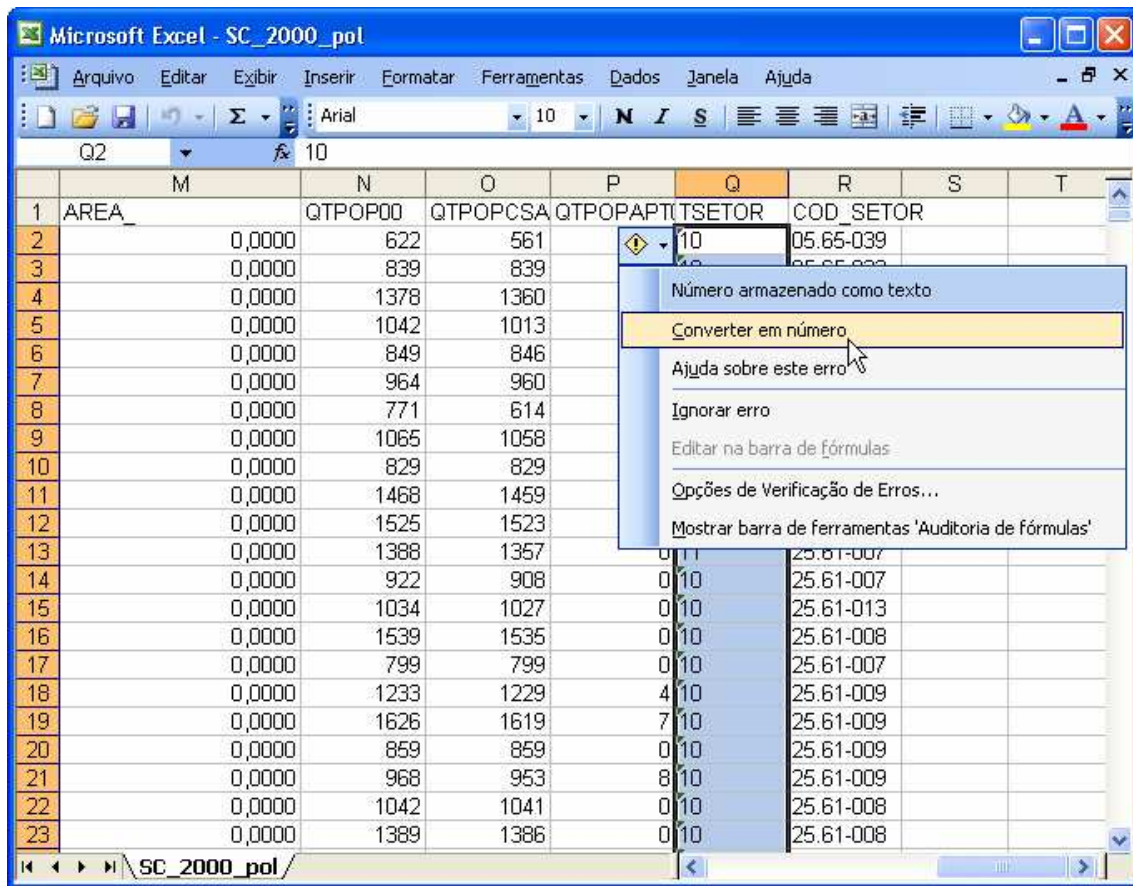 Microsoft Excel - SC_2000_pol
Arquivo Editar Exibir Inserir Formatar Ferramentas Dados Janela Ajuda
Σ Arial 10 N I S A
Q2 fx 10
M N O P Q R S T
1 AREA_ QTPOP00 QTPOPCSA QTPOPAPT TSETOR COD_SETOR
2 0,0000 622 561 10 05.65-039
3 0,0000 839 839
4 0,0000 1378 1360 Número armazenado como texto
5 0,0000 1042 1013 Converter em número
6 0,0000 849 846 Ajuda sobre este erro
7 0,0000 964 960
8 0,0000 771 614 Ignorar erro
9 0,0000 1065 1058 Editar na barra de fórmulas
10 0,0000 829 829
11 0,0000 1468 1459 Opções de Verificação de Erros...
12 0,0000 1525 1523 Mostrar barra de ferramentas 'Auditoria de fórmulas'
13 0,0000 1388 1357 0 11 25.61-007
14 0,0000 922 908 0 10 25.61-007
15 0,0000 1034 1027 0 10 25.61-013
16 0,0000 1539 1535 0 10 25.61-008
17 0,0000 799 799 0 10 25.61-007
18 0,0000 1233 1229 4 10 25.61-009
19 0,0000 1626 1619 7 10 25.61-009
20 0,0000 859 859 0 10 25.61-009
21 0,0000 968 953 8 10 25.61-009
22 0,0000 1042 1041 0 10 25.61-008
23 0,0000 1389 1386 0 10 25.61-008
SC_2000_pol